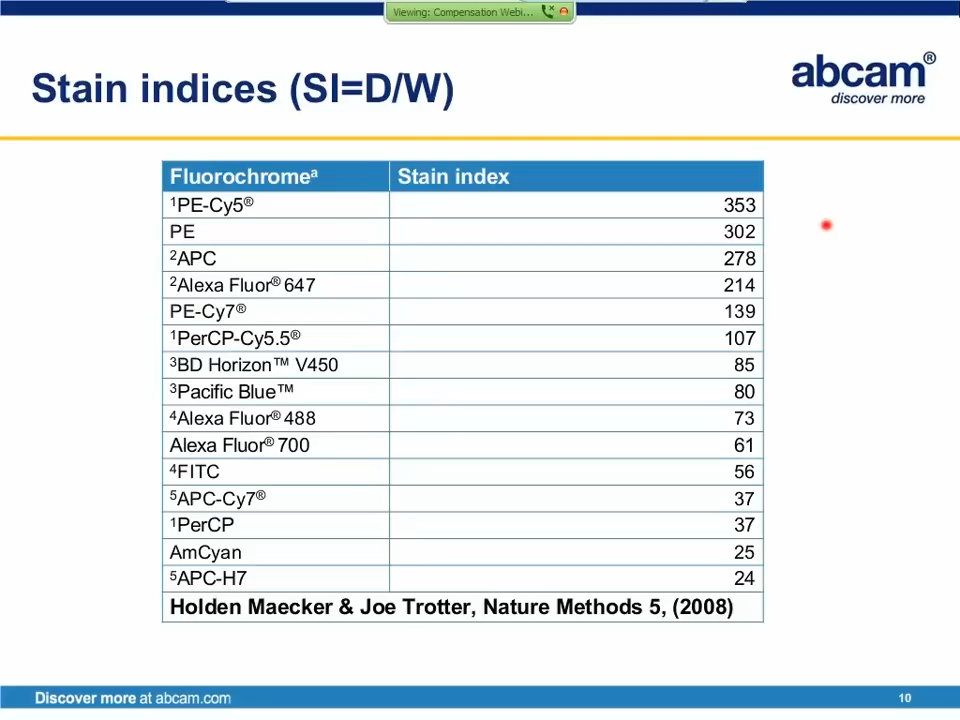 Viewing: Compensation Webi...
Stain indices (SI=D/W)
abcam®
discover more
Fluorochromeᵃ Stain index
¹PE-Cy5® 353
PE 302
²APC 278
²Alexa Fluor® 647 214
PE-Cy7® 139
¹PerCP-Cy5.5® 107
³BD Horizon™ V450 85
³Pacific Blue™ 80
⁴Alexa Fluor® 488 73
Alexa Fluor® 700 61
⁴FITC 56
⁵APC-Cy7® 37
¹PerCP 37
AmCyan 25
⁵APC-H7 24
Holden Maecker & Joe Trotter, Nature Methods 5, (2008)
Discover more at abcam.com 10